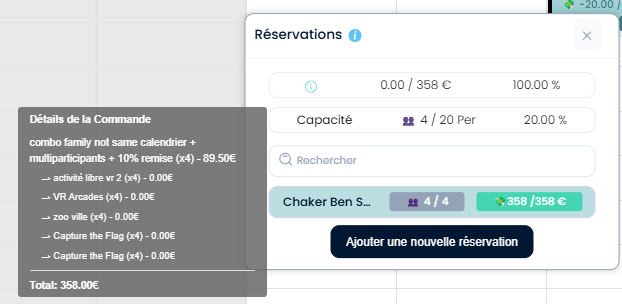 -20.00 /
Réservations
0.00 / 358 €
100.00 %
Capacité
4 / 20 Per
20.00 %
Rechercher
Chaker Ben S...
4 / 4
358 /358 €
Ajouter une nouvelle réservation
Détails de la Commande
combo family not same calendrier +
multiparticipants + 10% remise (x4) - 89.50€
→ activité libre vr 2 (x4) - 0.00€
→ VR Arcades (x4) - 0.00€
→ zoo ville (x4) - 0.00€
→ Capture the Flag (x4) - 0.00€
→ Capture the Flag (x4) - 0.00€
Total: 358.00€